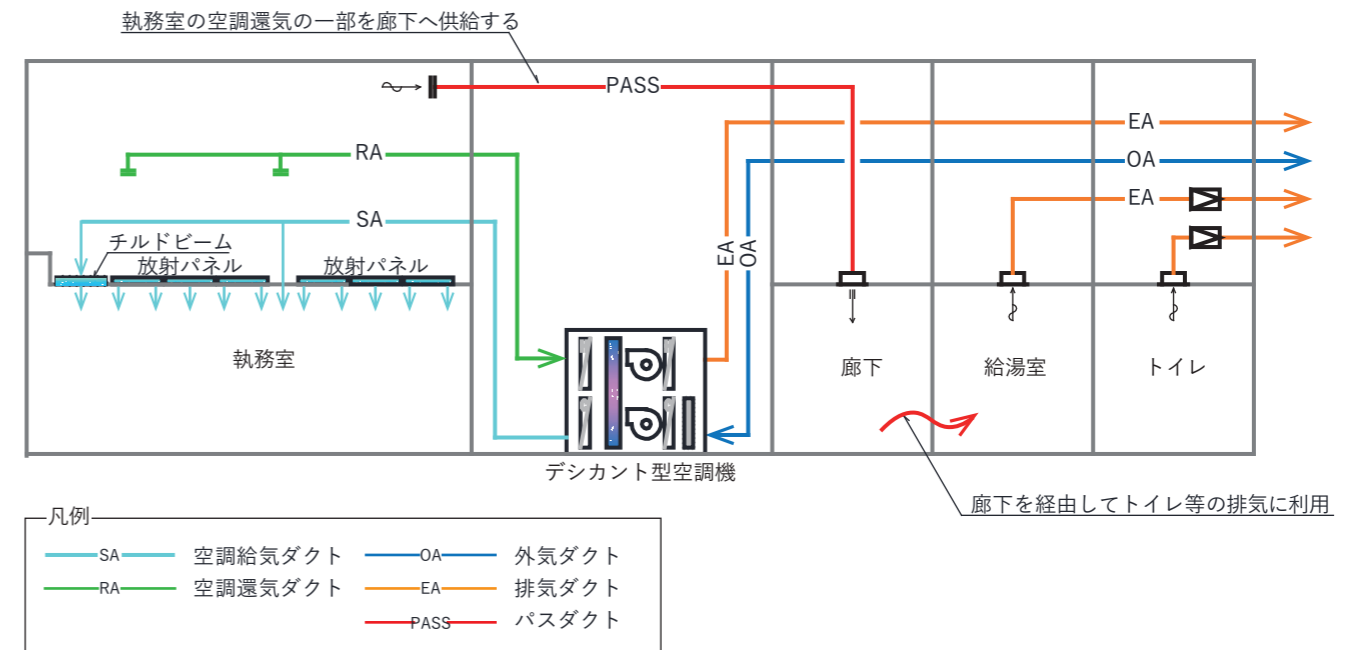 執務室の空調還気の一部を廊下へ供給する
PASS
EA
RA
OA
EA
SA
チルドビーム
放射パネル
放射パネル
EA
OA
執務室
廊下
給湯室
トイレ
デシカント型空調機
廊下を経由してトイレ等の排気に利用
凡例
SA 空調給気ダクト
OA 外気ダクト
RA 空調還気ダクト
EA 排気ダクト
PASS パスダクト